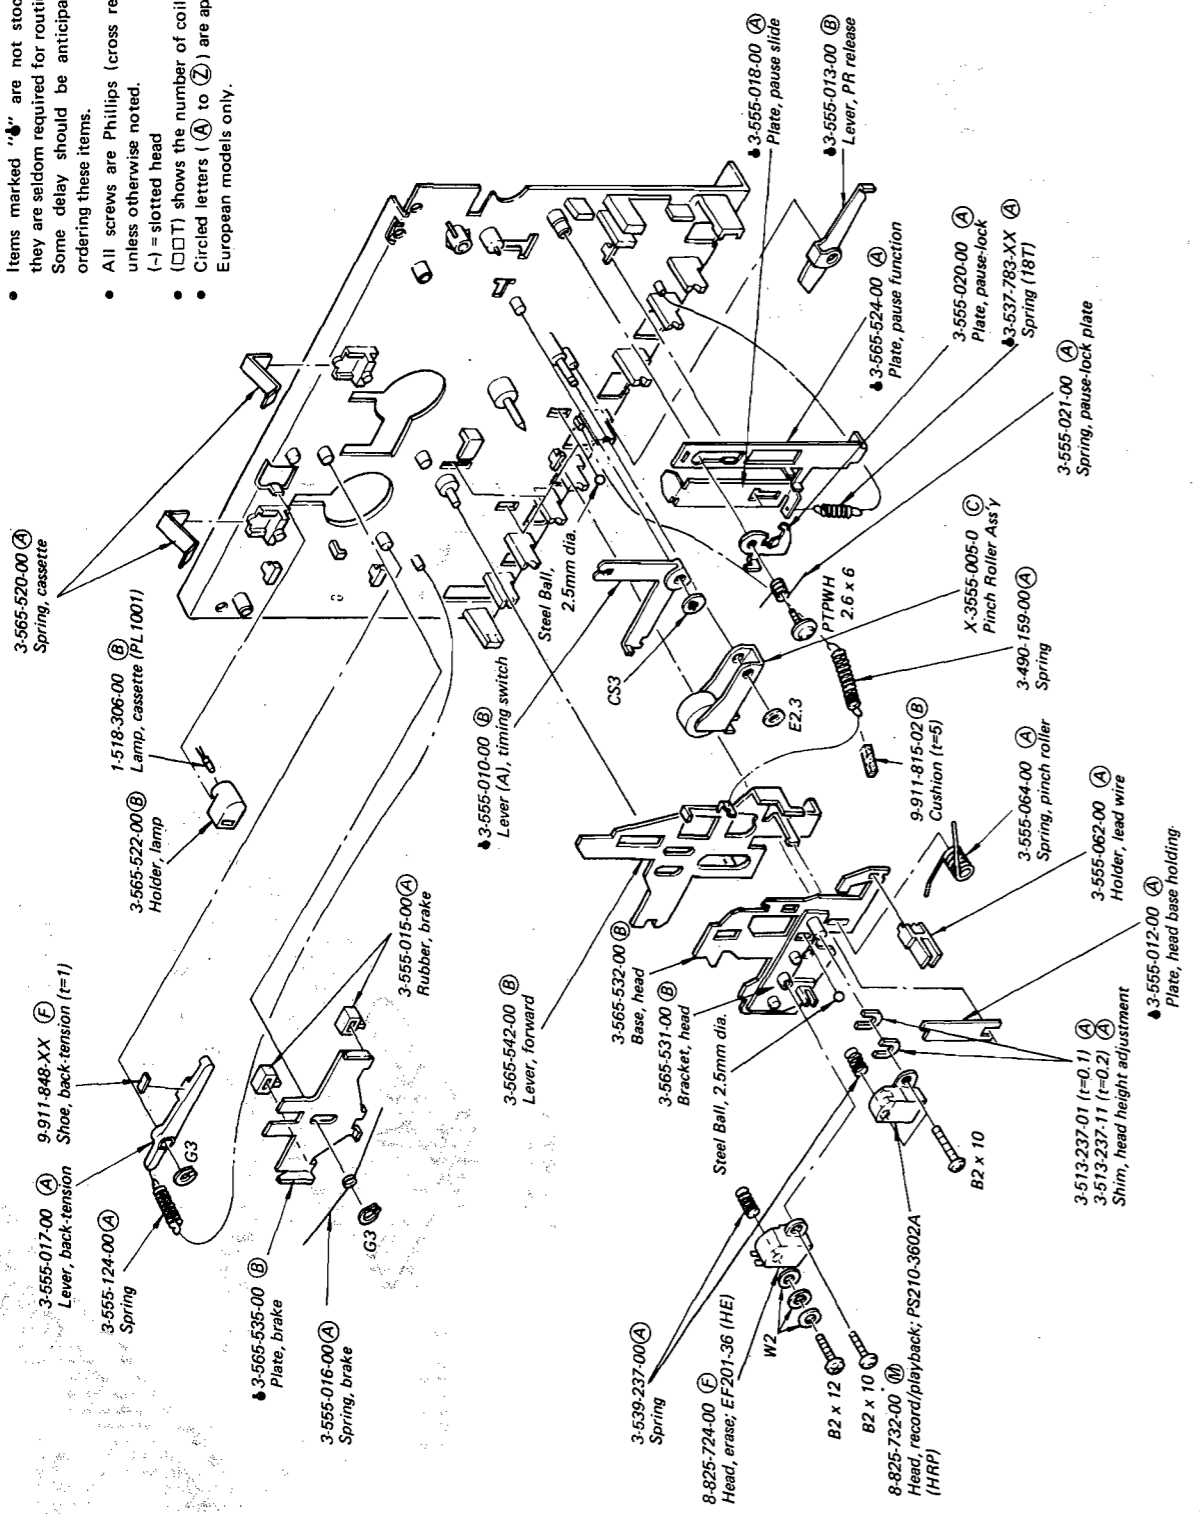 • Items marked "●" are not stoc
they are seldom required for routin
Some delay should be anticipa
ordering these items.
• All screws are Phillips (cross re
unless otherwise noted.
(-) = slotted head
• (□□T) shows the number of coil
• Circled letters ( Ⓐ to Ⓩ ) are ap
European models only.
3-565-520-00 Ⓐ
Spring, cassette
1-518-306-00 Ⓑ
Lamp, cassette (PL1001)
3-565-522-00 Ⓑ
Holder, lamp
9-911-848-XX Ⓕ
Shoe, back-tension (t=1)
3-555-017-00 Ⓐ
Lever, back-tension
3-555-124-00 Ⓐ
Spring
G3
3-555-015-00 Ⓐ
Rubber, brake
3-565-535-00 Ⓑ
Plate, brake
G3
3-555-016-00 Ⓐ
Spring, brake
3-555-018-00 Ⓐ
Plate, pause slide
3-555-013-00 Ⓑ
Lever, PR release
3-565-524-00 Ⓐ
Plate, pause function
3-555-020-00 Ⓐ
Plate, pause-lock
3-537-783-XX Ⓐ
Spring (18T)
3-555-021-00 Ⓐ
Spring, pause-lock plate
Steel Ball,
2.5mm dia.
3-555-010-00 Ⓑ
Lever (A), timing switch
CS3
PTPWH
2.6 x 6
E2.3
X-3555-005-0 Ⓒ
Pinch Roller Ass'y
3-490-159-00 Ⓐ
Spring
9-911-815-02 Ⓑ
Cushion (t=5)
3-555-064-00 Ⓐ
Spring, pinch roller
3-555-062-00 Ⓐ
Holder, lead wire
3-555-012-00 Ⓐ
Plate, head base holding
3-565-542-00 Ⓑ
Lever, forward
3-565-532-00 Ⓑ
Base, head
3-565-531-00 Ⓑ
Bracket, head
Steel Ball, 2.5mm dia.
B2 x 10
3-513-237-01 (t=0.1) Ⓐ
3-513-237-11 (t=0.2) Ⓐ
Shim, head height adjustment
3-539-237-00 Ⓐ
Spring
8-825-724-00 Ⓕ
Head, erase; EF201-36 (HE)
W2
B2 x 12
B2 x 10
8-825-732-00 Ⓜ
Head, record/playback; PS210-3602A
(HRP)